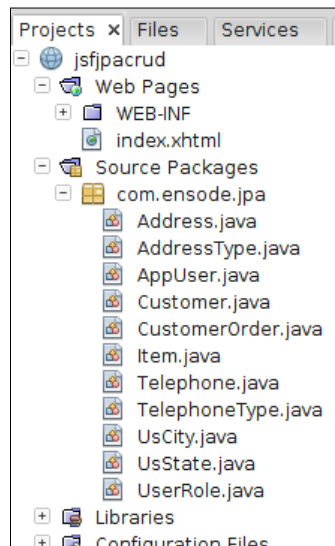 Projects × Files Services
jsfjpacrud
Web Pages
WEB-INF
index.xhtml
Source Packages
com.ensode.jpa
Address.java
AddressType.java
AppUser.java
Customer.java
CustomerOrder.java
Item.java
Telephone.java
TelephoneType.java
UsCity.java
UsState.java
UserRole.java
Libraries
Configuration Files